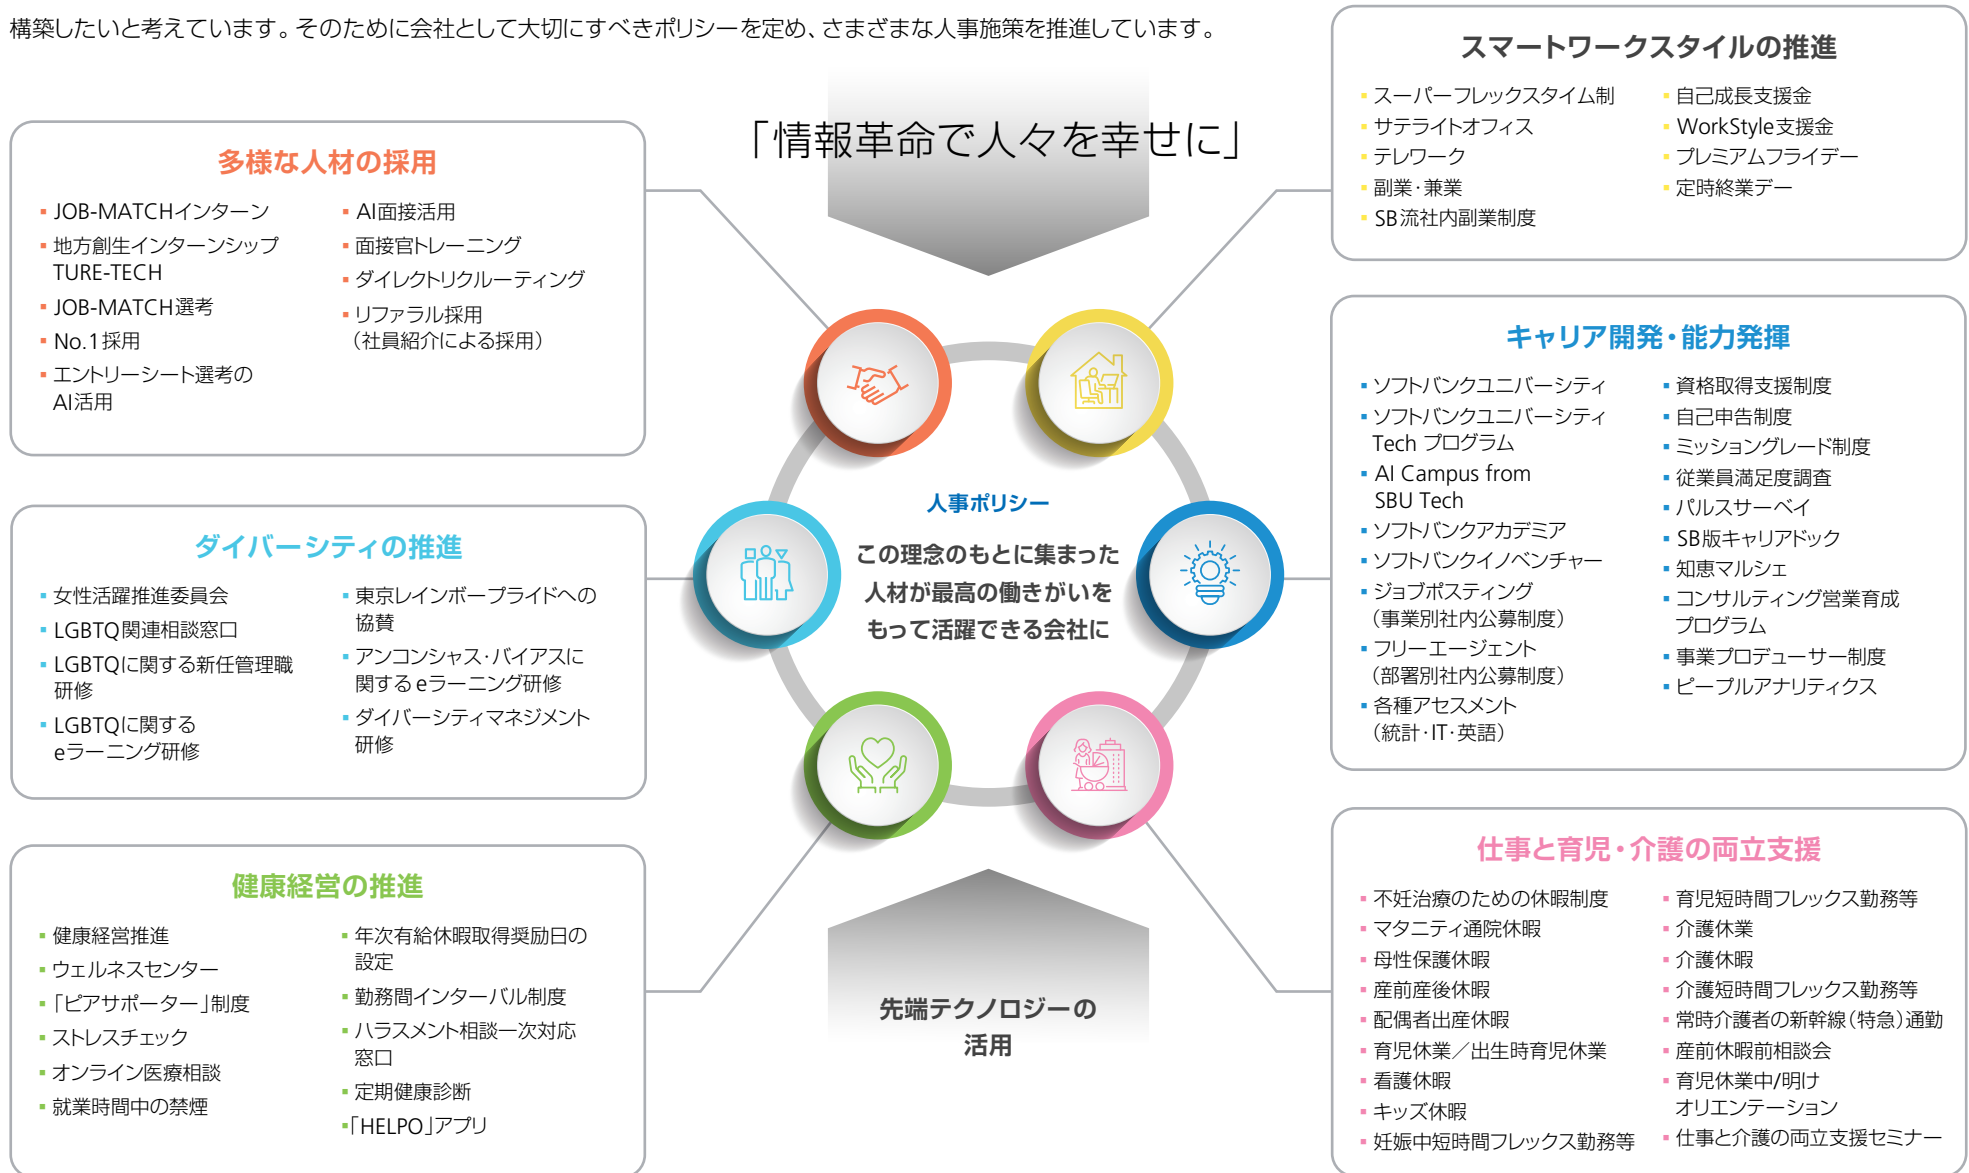 構築したいと考えています。そのために会社として大切にすべきポリシーを定め、さまざまな人事施策を推進しています。
「情報革命で人々を幸せに」
多様な人材の採用
▪ JOB-MATCHインターン
▪ 地方創生インターンシップ
TURE-TECH
▪ JOB-MATCH選考
▪ No.1採用
▪ エントリーシート選考の
AI活用
▪ AI面接活用
▪ 面接官トレーニング
▪ ダイレクトリクルーティング
▪ リファラル採用
（社員紹介による採用）
ダイバーシティの推進
▪ 女性活躍推進委員会
▪ LGBTQ関連相談窓口
▪ LGBTQに関する新任管理職
研修
▪ LGBTQに関する
eラーニング研修
▪ 東京レインボープライドへの
協賛
▪ アンコンシャス・バイアスに
関するeラーニング研修
▪ ダイバーシティマネジメント
研修
健康経営の推進
▪ 健康経営推進
▪ ウェルネスセンター
▪ 「ピアサポーター」制度
▪ ストレスチェック
▪ オンライン医療相談
▪ 就業時間中の禁煙
▪ 年次有給休暇取得奨励日の
設定
▪ 勤務間インターバル制度
▪ ハラスメント相談一次対応
窓口
▪ 定期健康診断
▪ 「HELPO」アプリ
人事ポリシー
この理念のもとに集まった
人材が最高の働きがいを
もって活躍できる会社に
先端テクノロジーの
活用
スマートワークスタイルの推進
▪ スーパーフレックスタイム制
▪ サテライトオフィス
▪ テレワーク
▪ 副業・兼業
▪ SB流社内副業制度
▪ 自己成長支援金
▪ WorkStyle支援金
▪ プレミアムフライデー
▪ 定時終業デー
キャリア開発・能力発揮
▪ ソフトバンクユニバーシティ
▪ ソフトバンクユニバーシティ
Tech プログラム
▪ AI Campus from
SBU Tech
▪ ソフトバンクアカデミア
▪ ソフトバンクイノベンチャー
▪ ジョブポスティング
（事業別社内公募制度）
▪ フリーエージェント
（部署別社内公募制度）
▪ 各種アセスメント
（統計・IT・英語）
▪ 資格取得支援制度
▪ 自己申告制度
▪ ミッショングレード制度
▪ 従業員満足度調査
▪ パルスサーベイ
▪ SB版キャリアドック
▪ 知恵マルシェ
▪ コンサルティング営業育成
プログラム
▪ 事業プロデューサー制度
▪ ピープルアナリティクス
仕事と育児・介護の両立支援
▪ 不妊治療のための休暇制度
▪ マタニティ通院休暇
▪ 母性保護休暇
▪ 産前産後休暇
▪ 配偶者出産休暇
▪ 育児休業／出生時育児休業
▪ 看護休暇
▪ キッズ休暇
▪ 妊娠中短時間フレックス勤務等
▪ 育児短時間フレックス勤務等
▪ 介護休業
▪ 介護休暇
▪ 介護短時間フレックス勤務等
▪ 常時介護者の新幹線（特急）通勤
▪ 産前休暇前相談会
▪ 育児休業中/明け
オリエンテーション
▪ 仕事と介護の両立支援セミナー